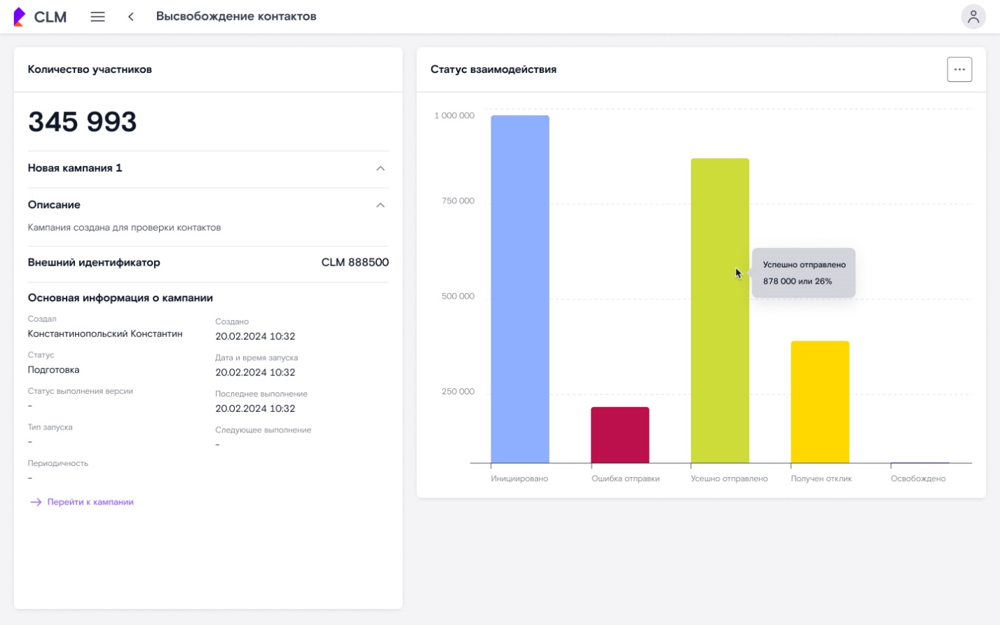 CLM
Высвобождение контактов
Количество участников
345 993
Новая кампания 1
Описание
Кампания создана для проверки контактов
Внешний идентификатор CLM 888500
Основная информация о кампании
Создал
Константинопольский Константин
Статус
Подготовка
Статус выполнения версии
-
Тип запуска
-
Периодичность
-
Создано
20.02.2024 10:32
Дата и время запуска
20.02.2024 10:32
Последнее выполнение
20.02.2024 10:32
Следующее выполнение
-
Перейти к кампании
Статус взаимодействия
1 000 000
750 000
500 000
250 000
Успешно отправлено
878 000 или 26%
Инициировано
Ошибка отправки
Усешно отправлено
Получен отклик
Освобождено